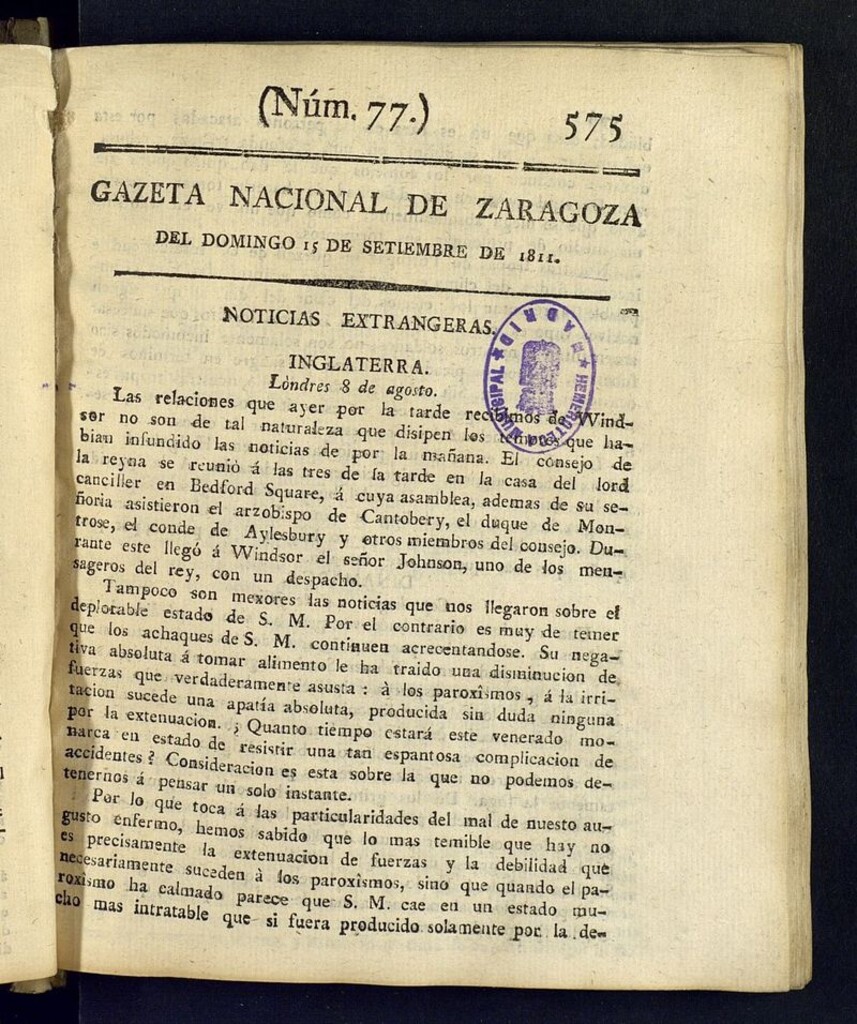 (Núm. 77.) 575
GAZETA NACIONAL DE ZARAGOZA
DEL DOMINGO 15 DE SETIEMBRE DE 1811.
NOTICIAS EXTRANGERAS.
INGLATERRA.
Lóndres 8 de agosto.
Las relaciones que ayer por la tarde recibimos de Wind-
sor no son de tal naturaleza que disipen los temores que ha-
bian infundido las noticias de por la mañana. El consejo de
la reyna se reunió á las tres de la tarde en la casa del lord
canciller en Bedford Square, á cuya asamblea, ademas de su se-
ñoria asistieron el arzobispo de Cantobery, el duque de Mon-
trose, el conde de Aylesbury y otros miembros del consejo. Du-
rante este llegó á Windsor el señor Johnson, uno de los men-
sageros del rey, con un despacho.
Tampoco son mexores las noticias que nos llegaron sobre el
deplorable estado de S. M. Por el contrario es muy de temer
que los achaques de S. M. continuen acrecentandose. Su nega-
tiva absoluta á tomar alimento le ha traido una disminucion de
fuerzas que verdaderamente asusta: à los paroxîsmos, á la irri-
tacion sucede una apatía absoluta, producida sin duda ninguna
por la extenuacion. ¿Quanto tiempo estará este venerado mo-
narca en estado de resistir una tan espantosa complicacion de
accidentes? Consideracion es esta sobre la que no podemos de-
tenernos á pensar un solo instante.
Por lo que toca á las particularidades del mal de nuesto au-
gusto enfermo, hemos sabido que lo mas temible que hay no
es precisamente la extenuacion de fuerzas y la debilidad que
necesariamente suceden à los paroxîsmos, sino que quando el pa-
roxîsmo ha calmado parece que S. M. cae en un estado mu-
cho mas intratable que si fuera producido solamente por la de-
HEMEROTECA MUNICIPAL ★ MADRID ★